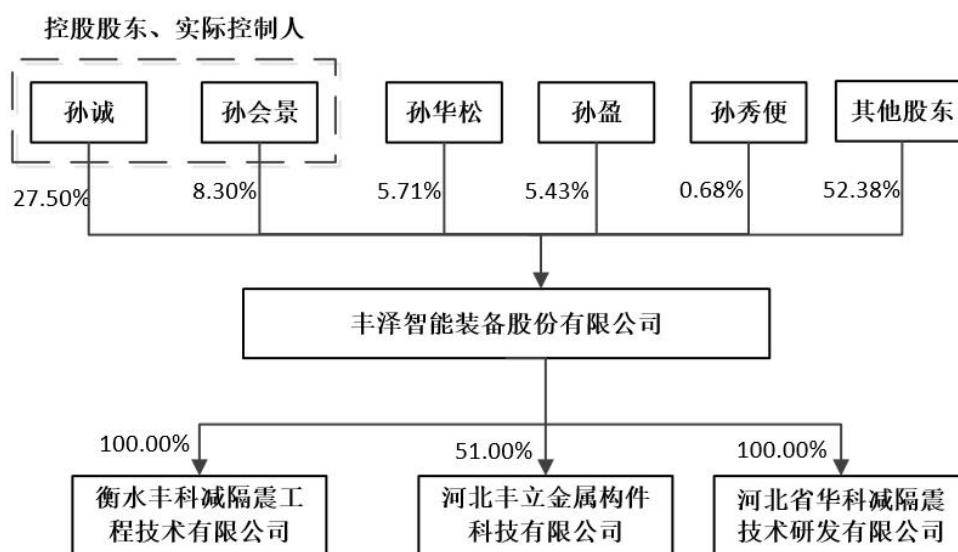 控股股东、实际控制人
孙诚
孙会景
孙华松
孙盈
孙秀便
其他股东
27.50%
8.30%
5.71%
5.43%
0.68%
52.38%
丰泽智能装备股份有限公司
100.00%
51.00%
100.00%
衡水丰科减隔震工
程技术有限公司
河北丰立金属构件
科技有限公司
河北省华科减隔震
技术研发有限公司